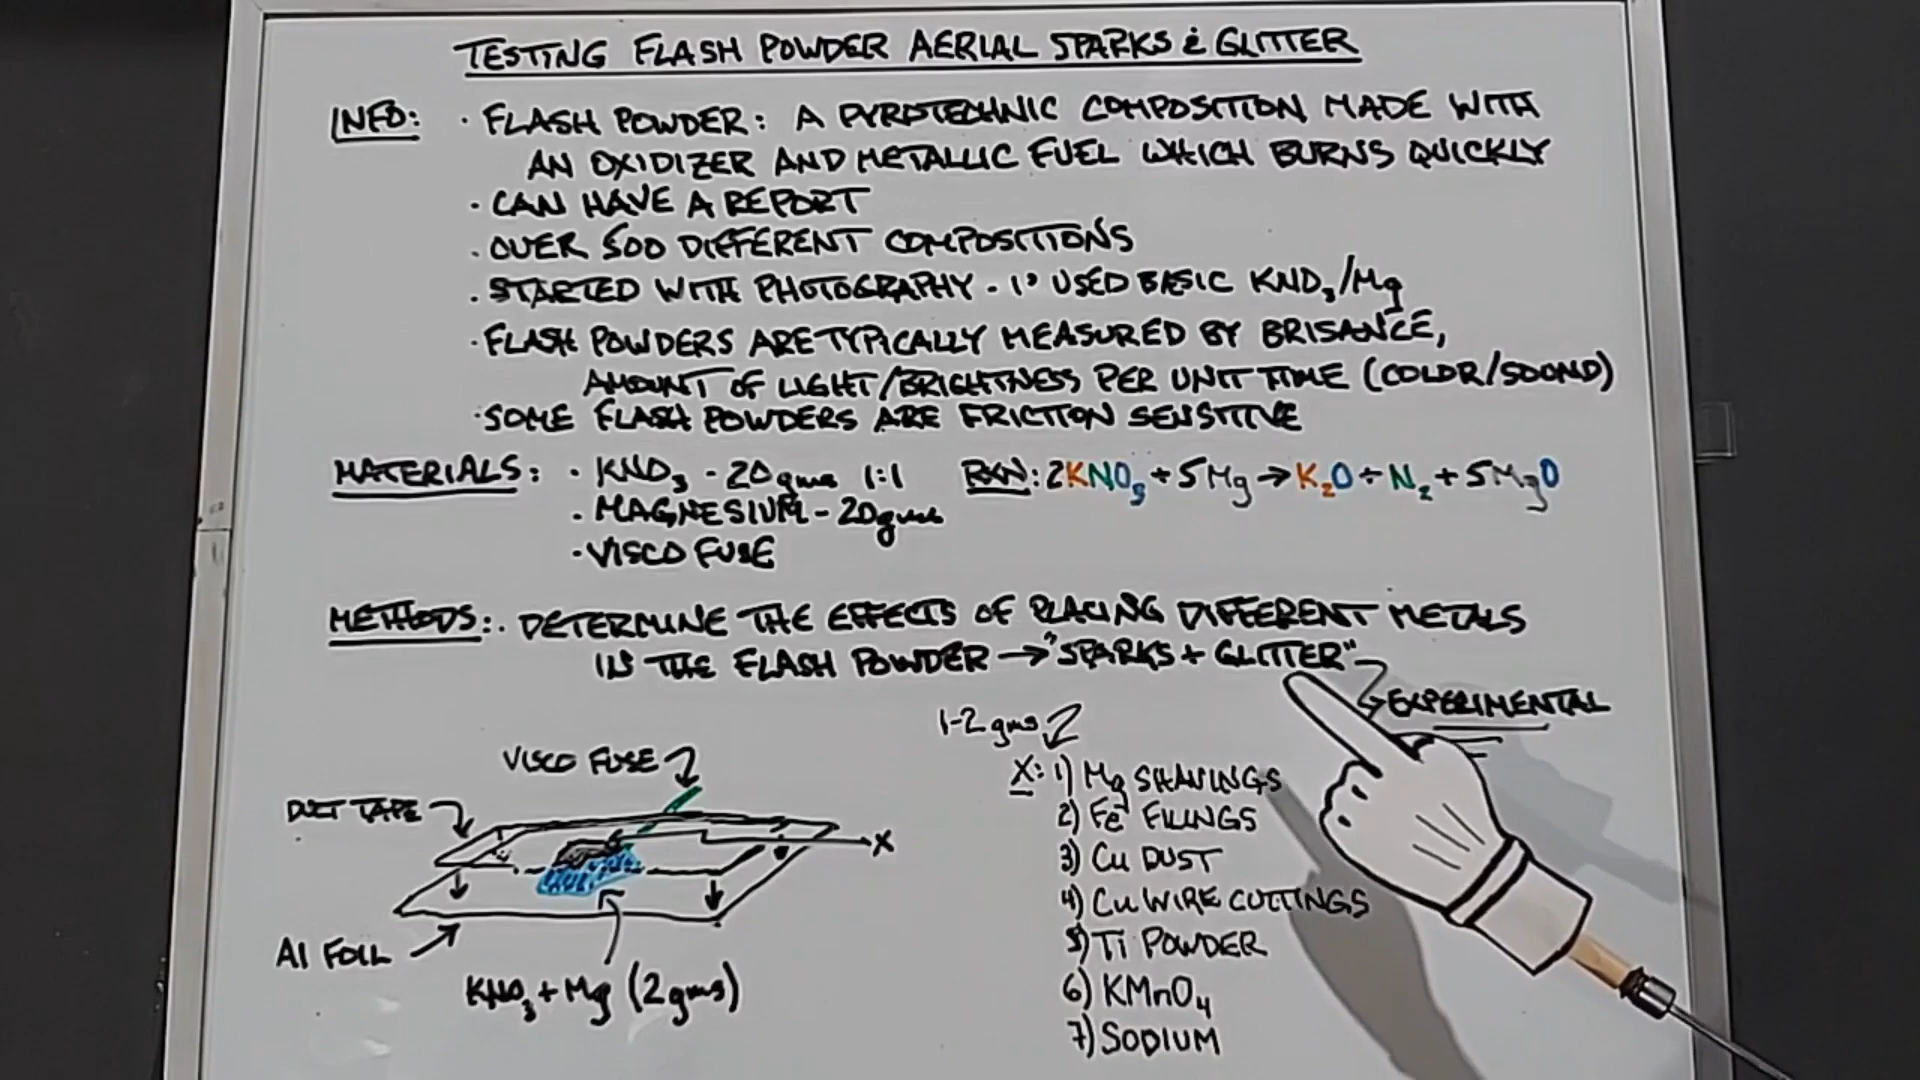 TESTING FLASH POWDER AERIAL SPARKS & GLITTER
INFO: · FLASH POWDER: A PYROTECHNIC COMPOSITION MADE WITH
AN OXIDIZER AND METALLIC FUEL WHICH BURNS QUICKLY
· CAN HAVE A REPORT
· OVER 500 DIFFERENT COMPOSITIONS
· STARTED WITH PHOTOGRAPHY - USED BASIC KNO₃/Mg
· FLASH POWDERS ARE TYPICALLY MEASURED BY BRISANCE,
AMOUNT OF LIGHT/BRIGHTNESS PER UNIT TIME (COLOR/SOUND)
· SOME FLASH POWDERS ARE FRICTION SENSITIVE
MATERIALS: · KNO₃ - 20gms 1:1 RXN: 2KNO₃ + 5Mg → K₂O + N₂ + 5MgO
· MAGNESIUM - 20gms
· VISCO FUSE
METHODS: · DETERMINE THE EFFECTS OF PLACING DIFFERENT METALS
IN THE FLASH POWDER → "SPARKS + GLITTER"
EXPERIMENTAL
1-2 gms
VISCO FUSE
DUCT TAPE
X
Al FOIL
KNO₃ + Mg (2gms)
X: 1) Mg SHAVINGS
2) Fe FILINGS
3) Cu DUST
4) Cu WIRE CUTTINGS
5) Ti POWDER
6) KMnO₄
7) SODIUM